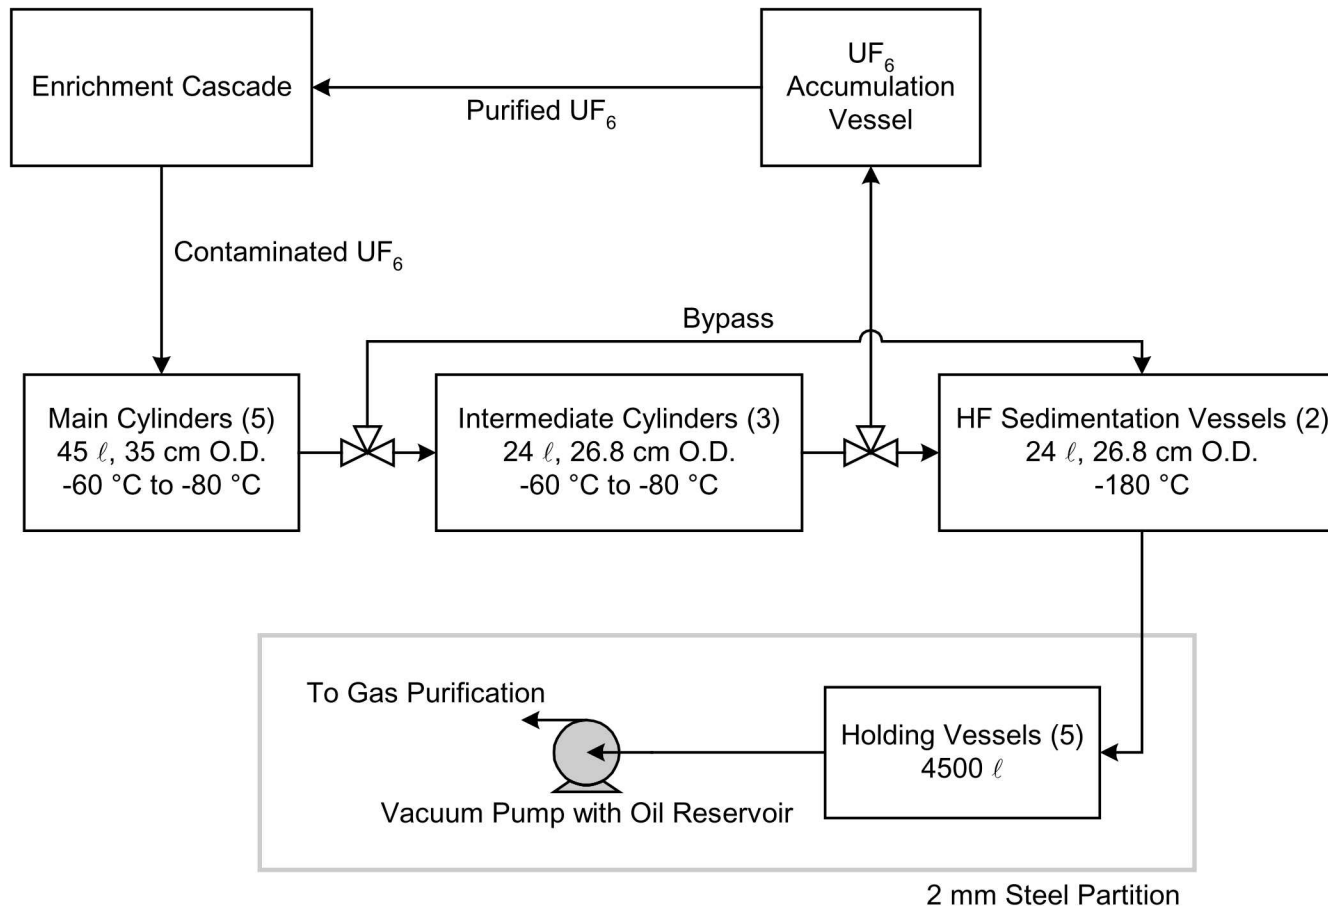 Enrichment Cascade
UF₆
Accumulation
Vessel
Purified UF₆
Contaminated UF₆
Bypass
Main Cylinders (5)
45 ℓ, 35 cm O.D.
-60 °C to -80 °C
Intermediate Cylinders (3)
24 ℓ, 26.8 cm O.D.
-60 °C to -80 °C
HF Sedimentation Vessels (2)
24 ℓ, 26.8 cm O.D.
-180 °C
To Gas Purification
Holding Vessels (5)
4500 ℓ
Vacuum Pump with Oil Reservoir
2 mm Steel Partition